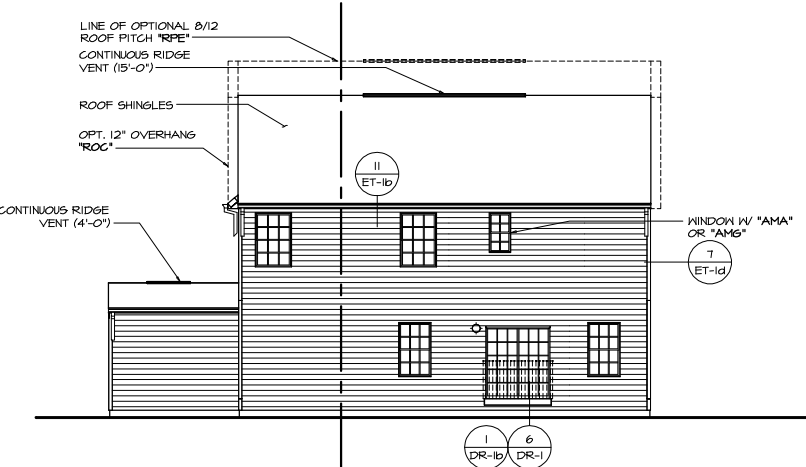 LINE OF OPTIONAL 8/12
ROOF PITCH "RPE"
CONTINUOUS RIDGE
VENT (15'-0")
ROOF SHINGLES
OPT. 12" OVERHANG
"ROC"
11
ET-1b
CONTINUOUS RIDGE
VENT (4'-0")
WINDOW W/ "AMA"
OR "AMG"
7
ET-1d
1
DR-1b
6
DR-1